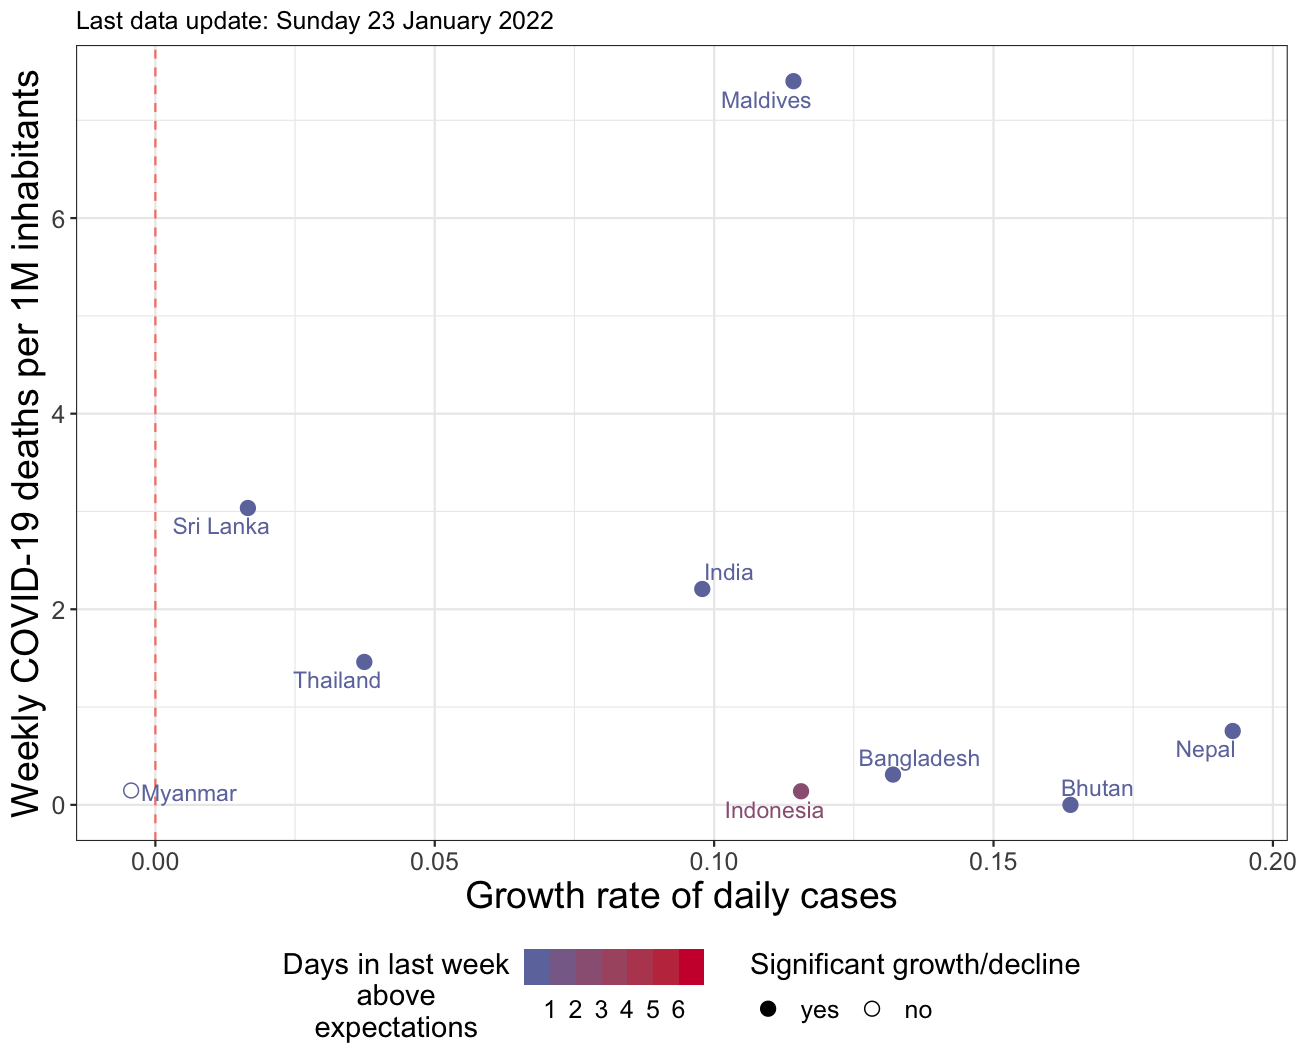 Last data update: Sunday 23 January 2022
Weekly COVID-19 deaths per 1M inhabitants
6
4
2
0
Maldives
Sri Lanka
India
Thailand
Nepal
Bangladesh
Bhutan
Myanmar
Indonesia
0.00 0.05 0.10 0.15 0.20
Growth rate of daily cases
Days in last week
above
expectations
1 2 3 4 5 6
Significant growth/decline
yes no